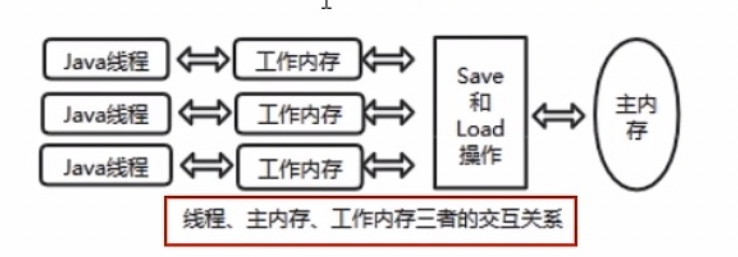 Java线程
工作内存
Java线程
工作内存
Java线程
工作内存
Save
和
Load
操作
主内
存
线程、主内存、工作内存三者的交互关系